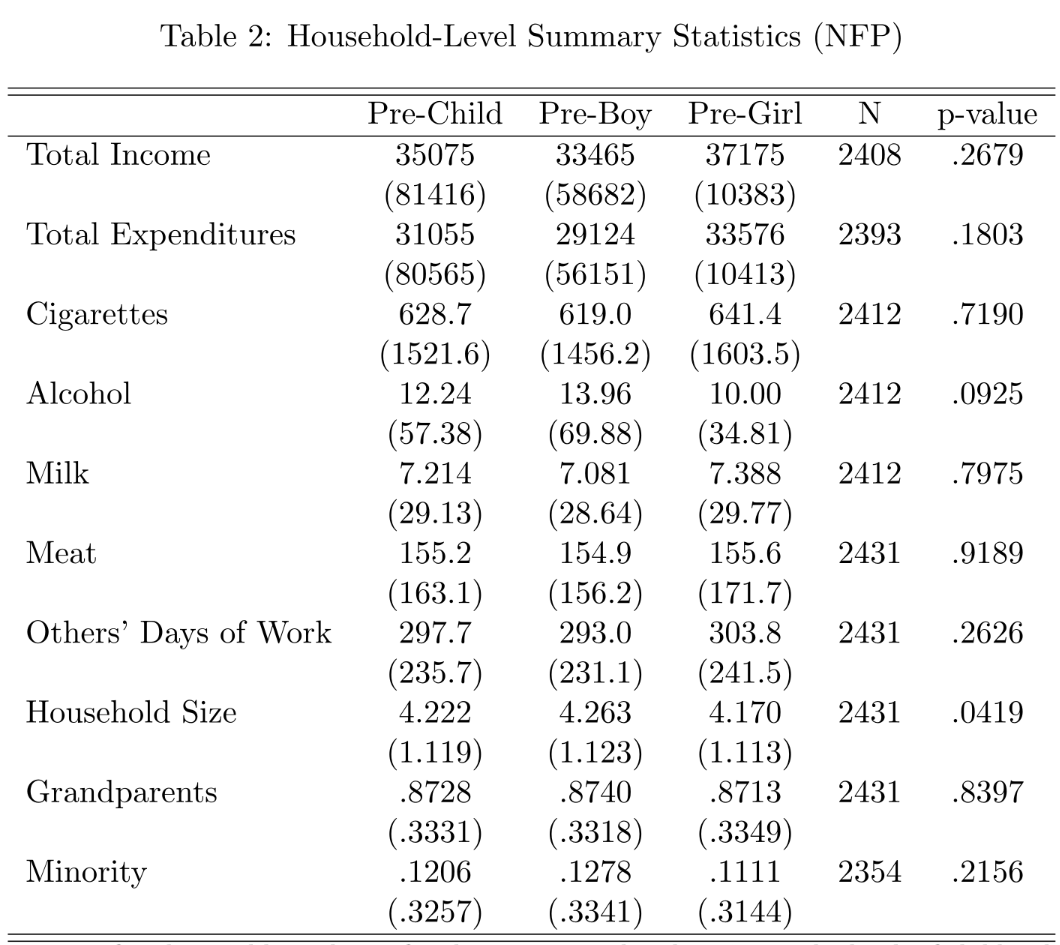 Table 2: Household-Level Summary Statistics (NFP)
Pre-Child Pre-Boy Pre-Girl N p-value
Total Income 35075 33465 37175 2408 .2679
(81416) (58682) (10383)
Total Expenditures 31055 29124 33576 2393 .1803
(80565) (56151) (10413)
Cigarettes 628.7 619.0 641.4 2412 .7190
(1521.6) (1456.2) (1603.5)
Alcohol 12.24 13.96 10.00 2412 .0925
(57.38) (69.88) (34.81)
Milk 7.214 7.081 7.388 2412 .7975
(29.13) (28.64) (29.77)
Meat 155.2 154.9 155.6 2431 .9189
(163.1) (156.2) (171.7)
Others' Days of Work 297.7 293.0 303.8 2431 .2626
(235.7) (231.1) (241.5)
Household Size 4.222 4.263 4.170 2431 .0419
(1.119) (1.123) (1.113)
Grandparents .8728 .8740 .8713 2431 .8397
(.3331) (.3318) (.3349)
Minority .1206 .1278 .1111 2354 .2156
(.3257) (.3341) (.3144)